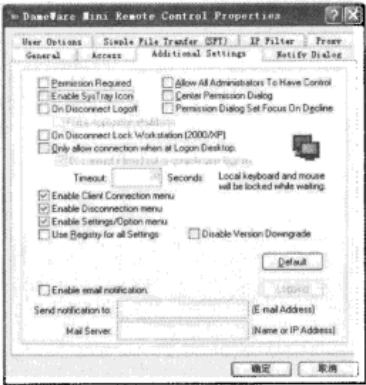 DameWare Mini Remote Control Properties
User Options Simple File Transfer (SFT) IP Filter Proxy
General Access Additional Settings Notify Dialog
Permission Required Allow All Administrators To Have Control
Enable SysTray Icon Center Permission Dialog
On Disconnect Logoff Permission Dialog Set Focus On Decline
On Disconnect Lock Workstation (2000/XP)
Only allow connection when at Logon Desktop.
Timeout: Seconds: Local keyboard and mouse
will be locked while waiting.
Enable Client Connection menu
Enable Disconnection menu
Enable Settings/Option menu
Use Registry for all Settings Disable Version Downgrade
Default
Enable email notification.
Send notification to: (E-mail Address)
Mail Server: (Name or IP Address)
确定 取消